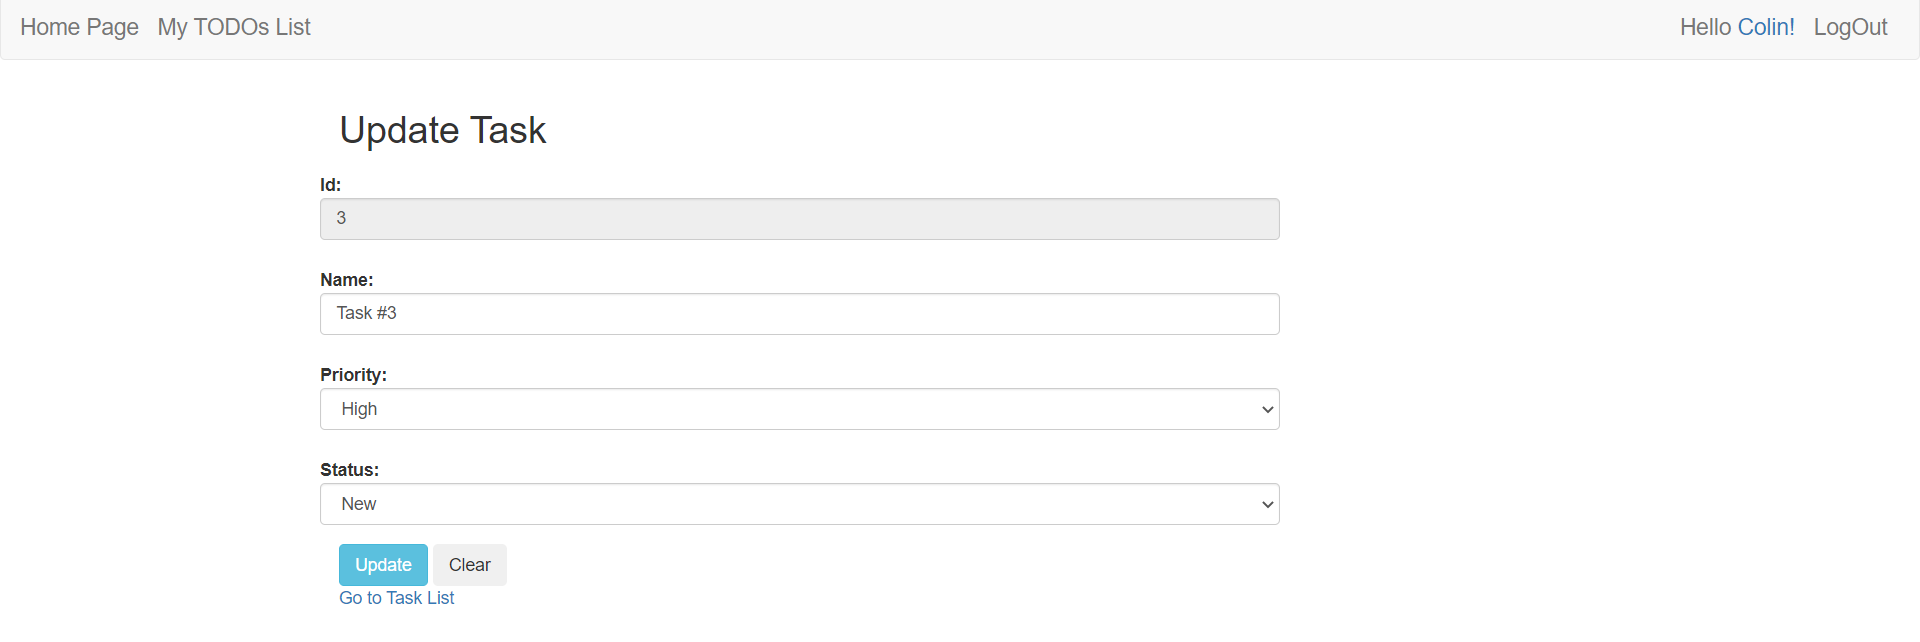 Home Page My TODOs List Hello Colin! LogOut
Update Task
Id:
3
Name:
Task #3
Priority:
High
Status:
New
Update Clear
Go to Task List